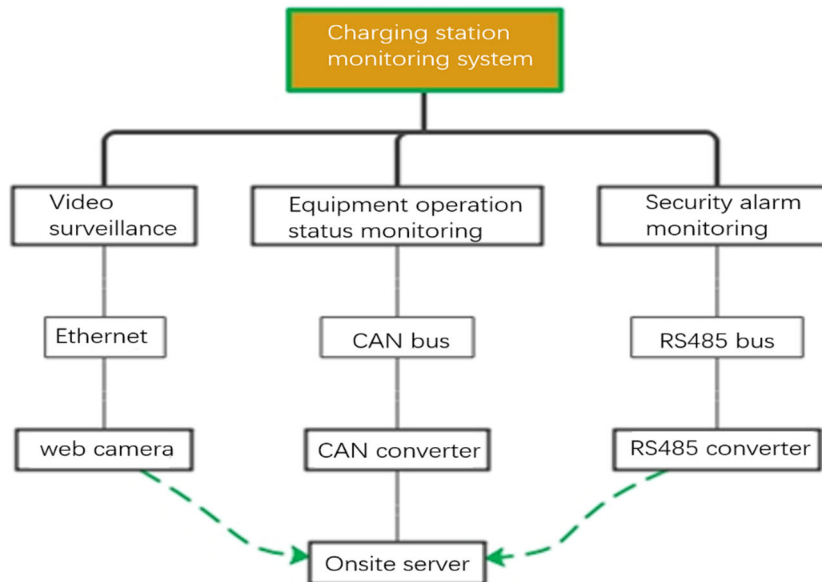 Charging station
monitoring system
Video
surveillance
Equipment operation
status monitoring
Security alarm
monitoring
Ethernet
CAN bus
RS485 bus
web camera
CAN converter
RS485 converter
Onsite server